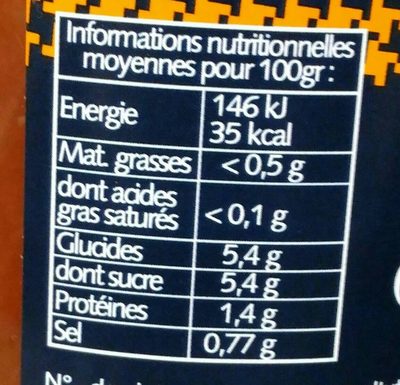 Informations nutritionnelles
moyennes pour 100gr :
Energie 146 kJ
35 kcal
Mat. grasses < 0,5 g
dont acides
gras saturés < 0,1 g
Glucides 5,4 g
dont sucre 5,4 g
Protéines 1,4 g
Sel 0,77 g
N°